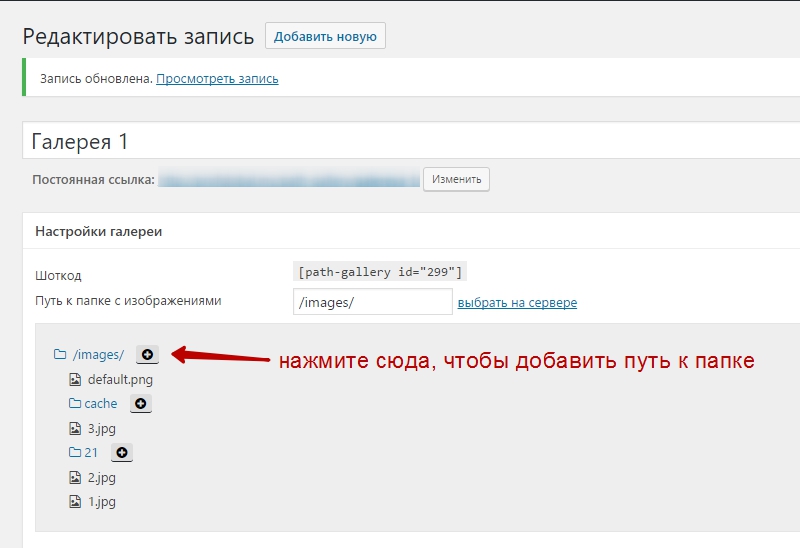 Редактировать запись Добавить новую
Запись обновлена. Просмотреть запись
Галерея 1
Постоянная ссылка: Изменить
Настройки галереи
Шоткод [path-gallery id="299"]
Путь к папке с изображениями /images/ выбрать на сервере
/images/ нажмите сюда, чтобы добавить путь к папке
default.png
cache
3.jpg
21
2.jpg
1.jpg